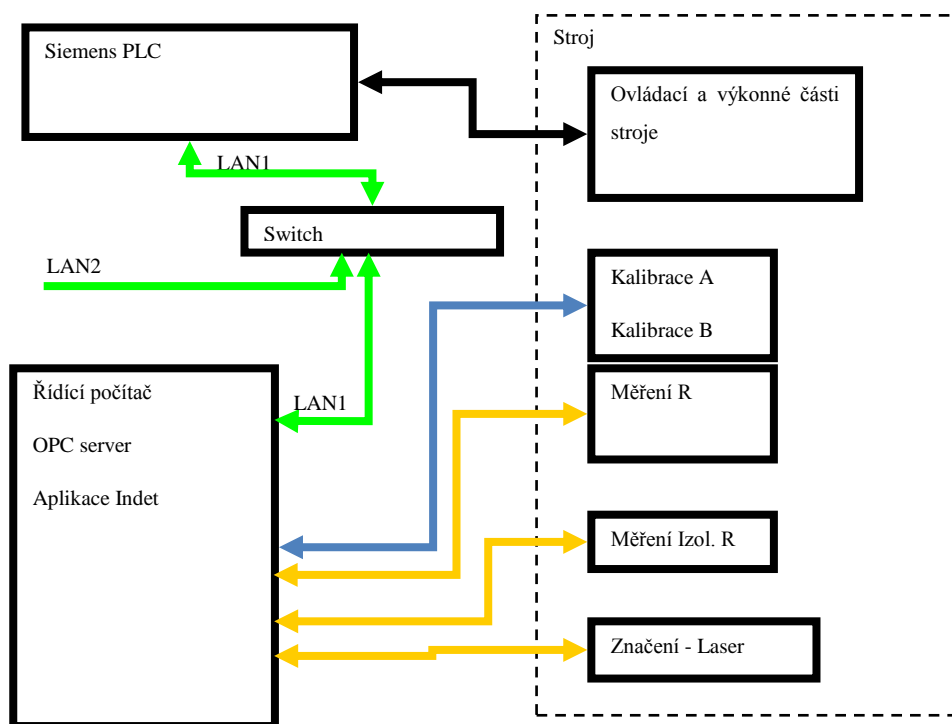 Siemens PLC
Stroj
Ovládací a výkonné části
stroje
LAN1
Switch
LAN2
Kalibrace A
Kalibrace B
Řídící počítač
OPC server
Aplikace Indet
LAN1
Měření R
Měření Izol. R
Značení - Laser